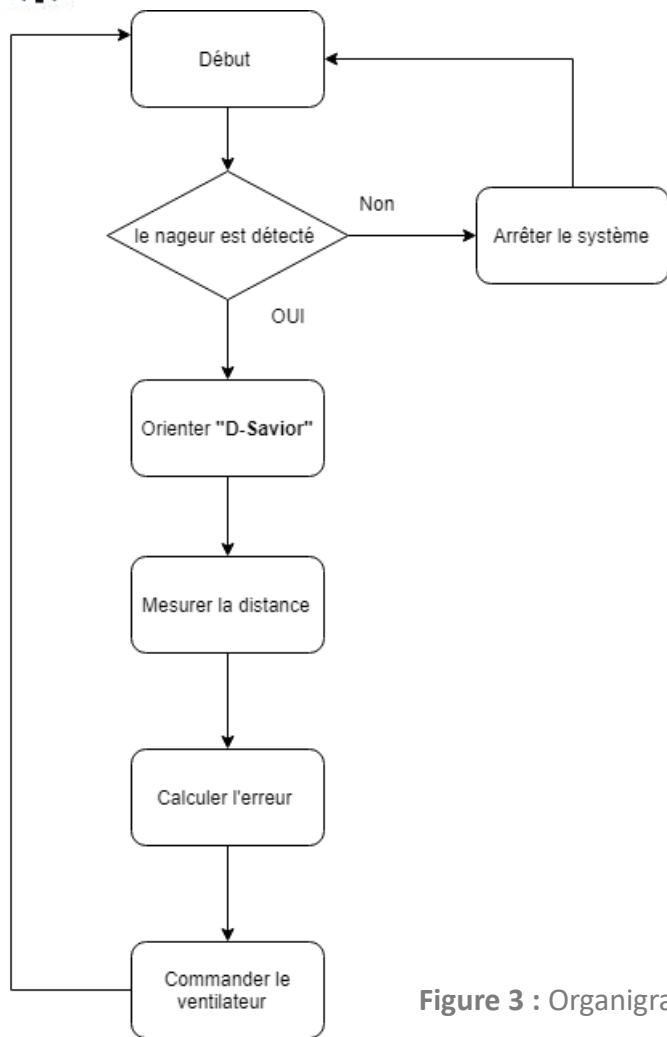 Début
Non
le nageur est détecté
Arrêter le système
OUI
Orienter "D-Savior"
Mesurer la distance
Calculer l'erreur
Commander le
ventilateur
Figure 3 : Organigra